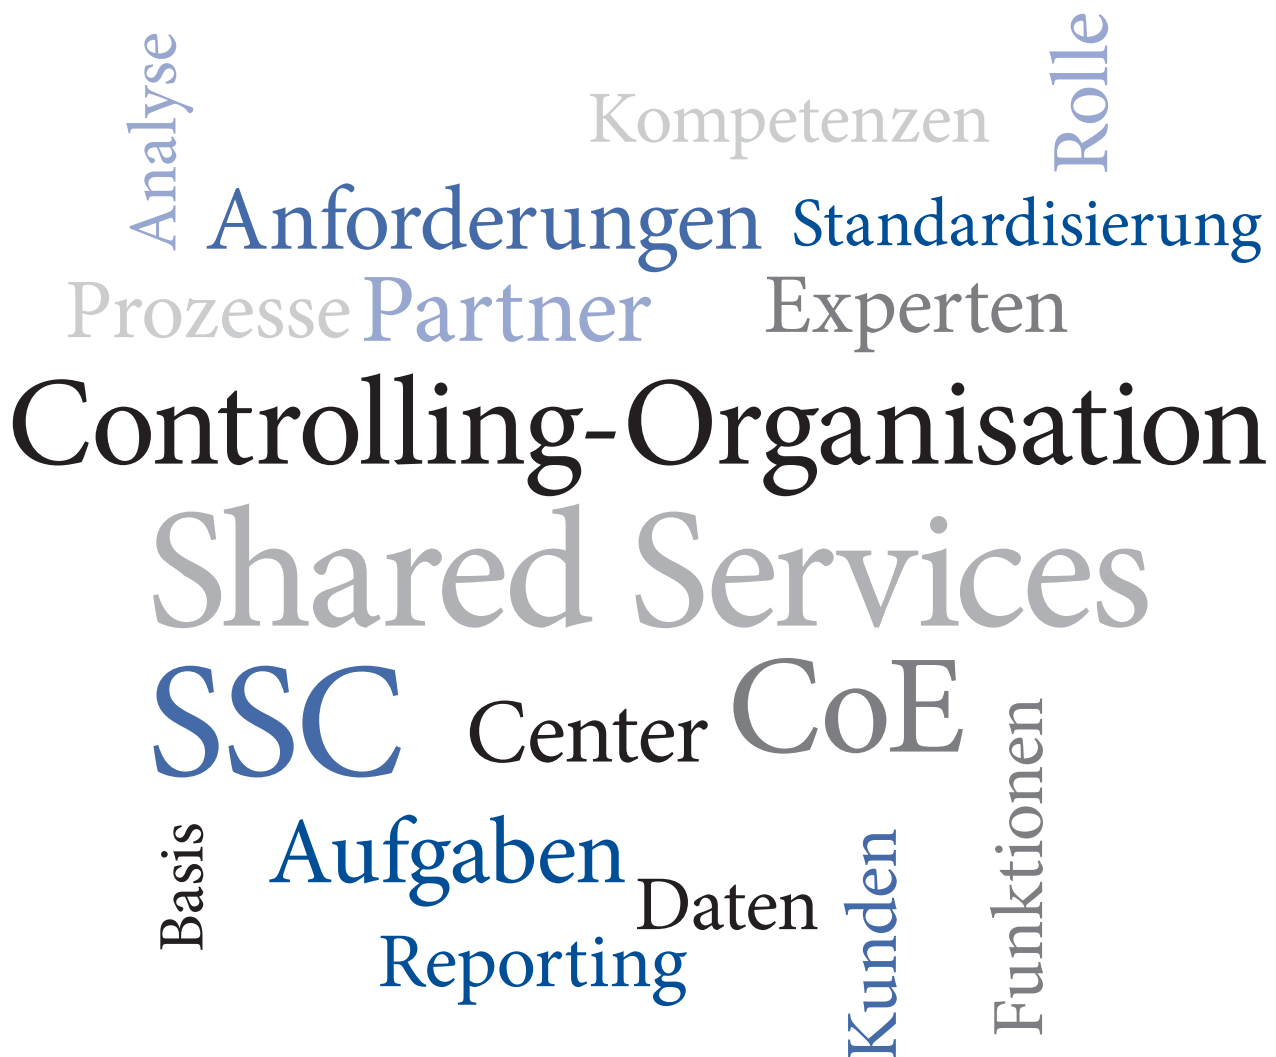 Analyse
Kompetenzen
Rolle
Anforderungen
Standardisierung
Prozesse
Partner
Experten
Controlling-Organisation
Shared Services
SSC
Center
CoE
Funktionen
Basis
Aufgaben
Daten
Kunden
Reporting